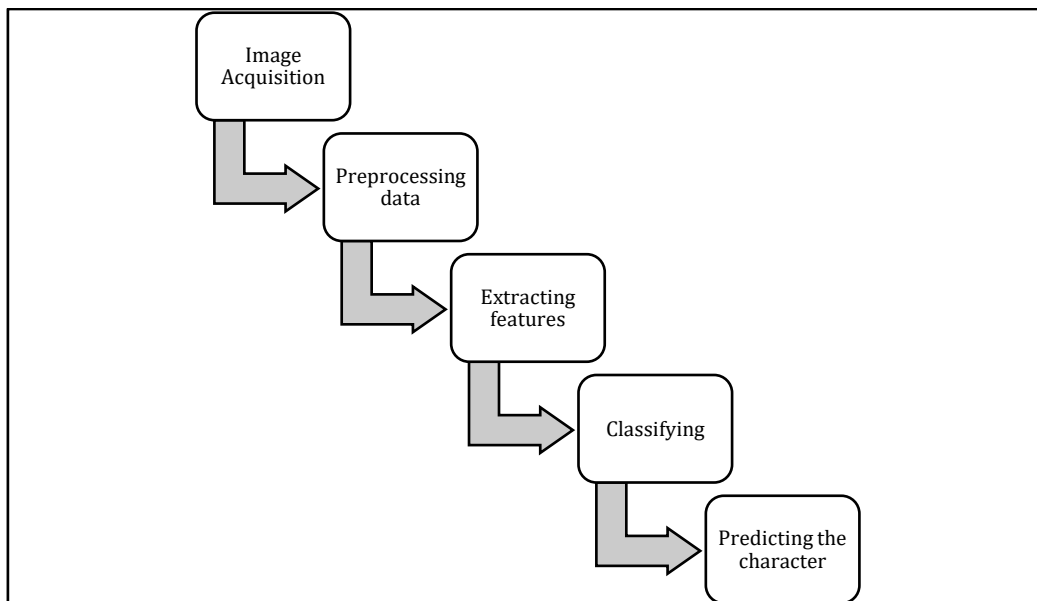 Image
Acquisition
Preprocessing
data
Extracting
features
Classifying
Predicting the
character